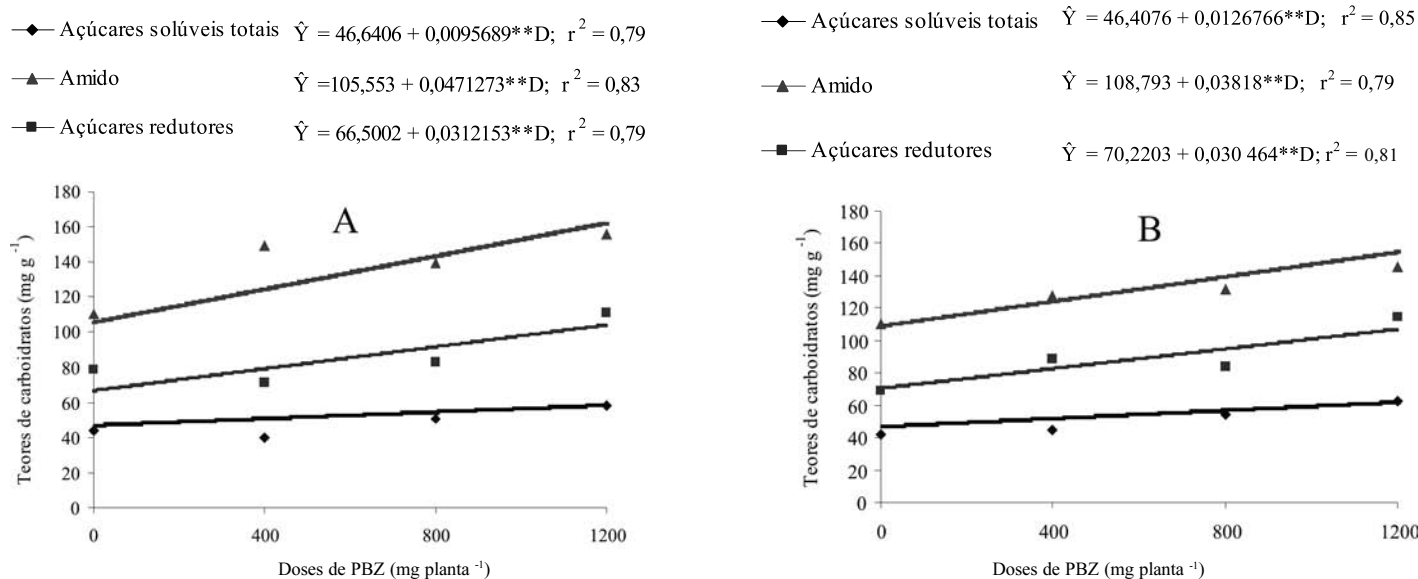 Açúcares solúveis totais Ŷ = 46,6406 + 0,0095689**D; r² = 0,79
Amido Ŷ =105,553 + 0,0471273**D; r² = 0,83
Açúcares redutores Ŷ = 66,5002 + 0,0312153**D; r² = 0,79
A
Teores de carboidratos (mg g⁻¹)
180
160
140
120
100
80
60
40
20
0
0 400 800 1200
Doses de PBZ (mg planta ⁻¹)
Açúcares solúveis totais Ŷ = 46,4076 + 0,0126766**D; r² = 0,85
Amido Ŷ = 108,793 + 0,03818**D; r² = 0,79
Açúcares redutores Ŷ = 70,2203 + 0,030 464**D; r² = 0,81
B
Teores de carboidratos (mg g⁻¹)
180
160
140
120
100
80
60
40
20
0
0 400 800 1200
Doses de PBZ (mg planta ⁻¹)